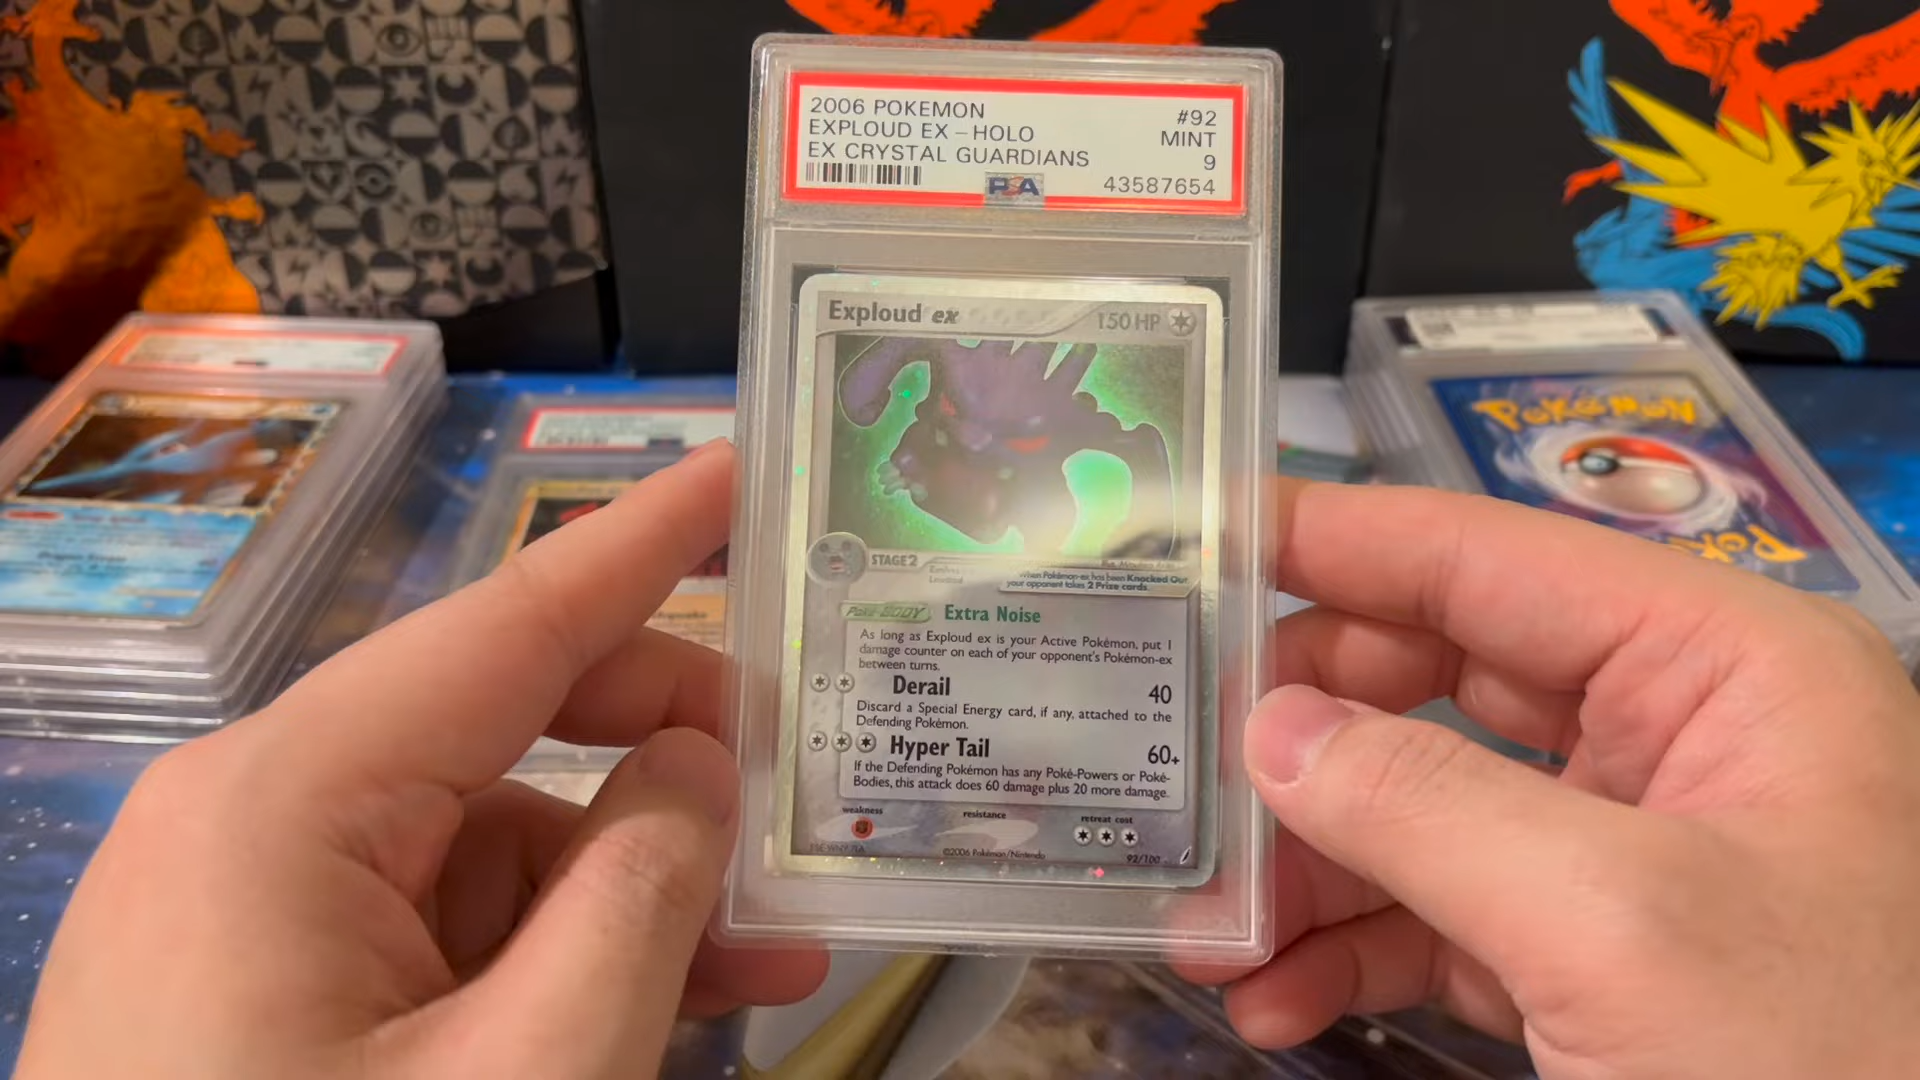 2006 POKEMON
#92
EXPLOUD EX – HOLO
MINT
EX CRYSTAL GUARDIANS
9
PSA
43587654
Exploud ex
150 HP
STAGE 2
When Pokémon-ex has been Knocked Out,
your opponent takes 2 Prize cards.
Poké-BODY Extra Noise
As long as Exploud ex is your Active Pokémon, put 1
damage counter on each of your opponent's Pokémon-ex
between turns.
Derail 40
Discard a Special Energy card, if any, attached to the
Defending Pokémon.
Hyper Tail 60+
If the Defending Pokémon has any Poké-Powers or Poké-
Bodies, this attack does 60 damage plus 20 more damage.
weakness
resistance
retreat cost
©2006 Pokémon/Nintendo
92/100
POKéMON